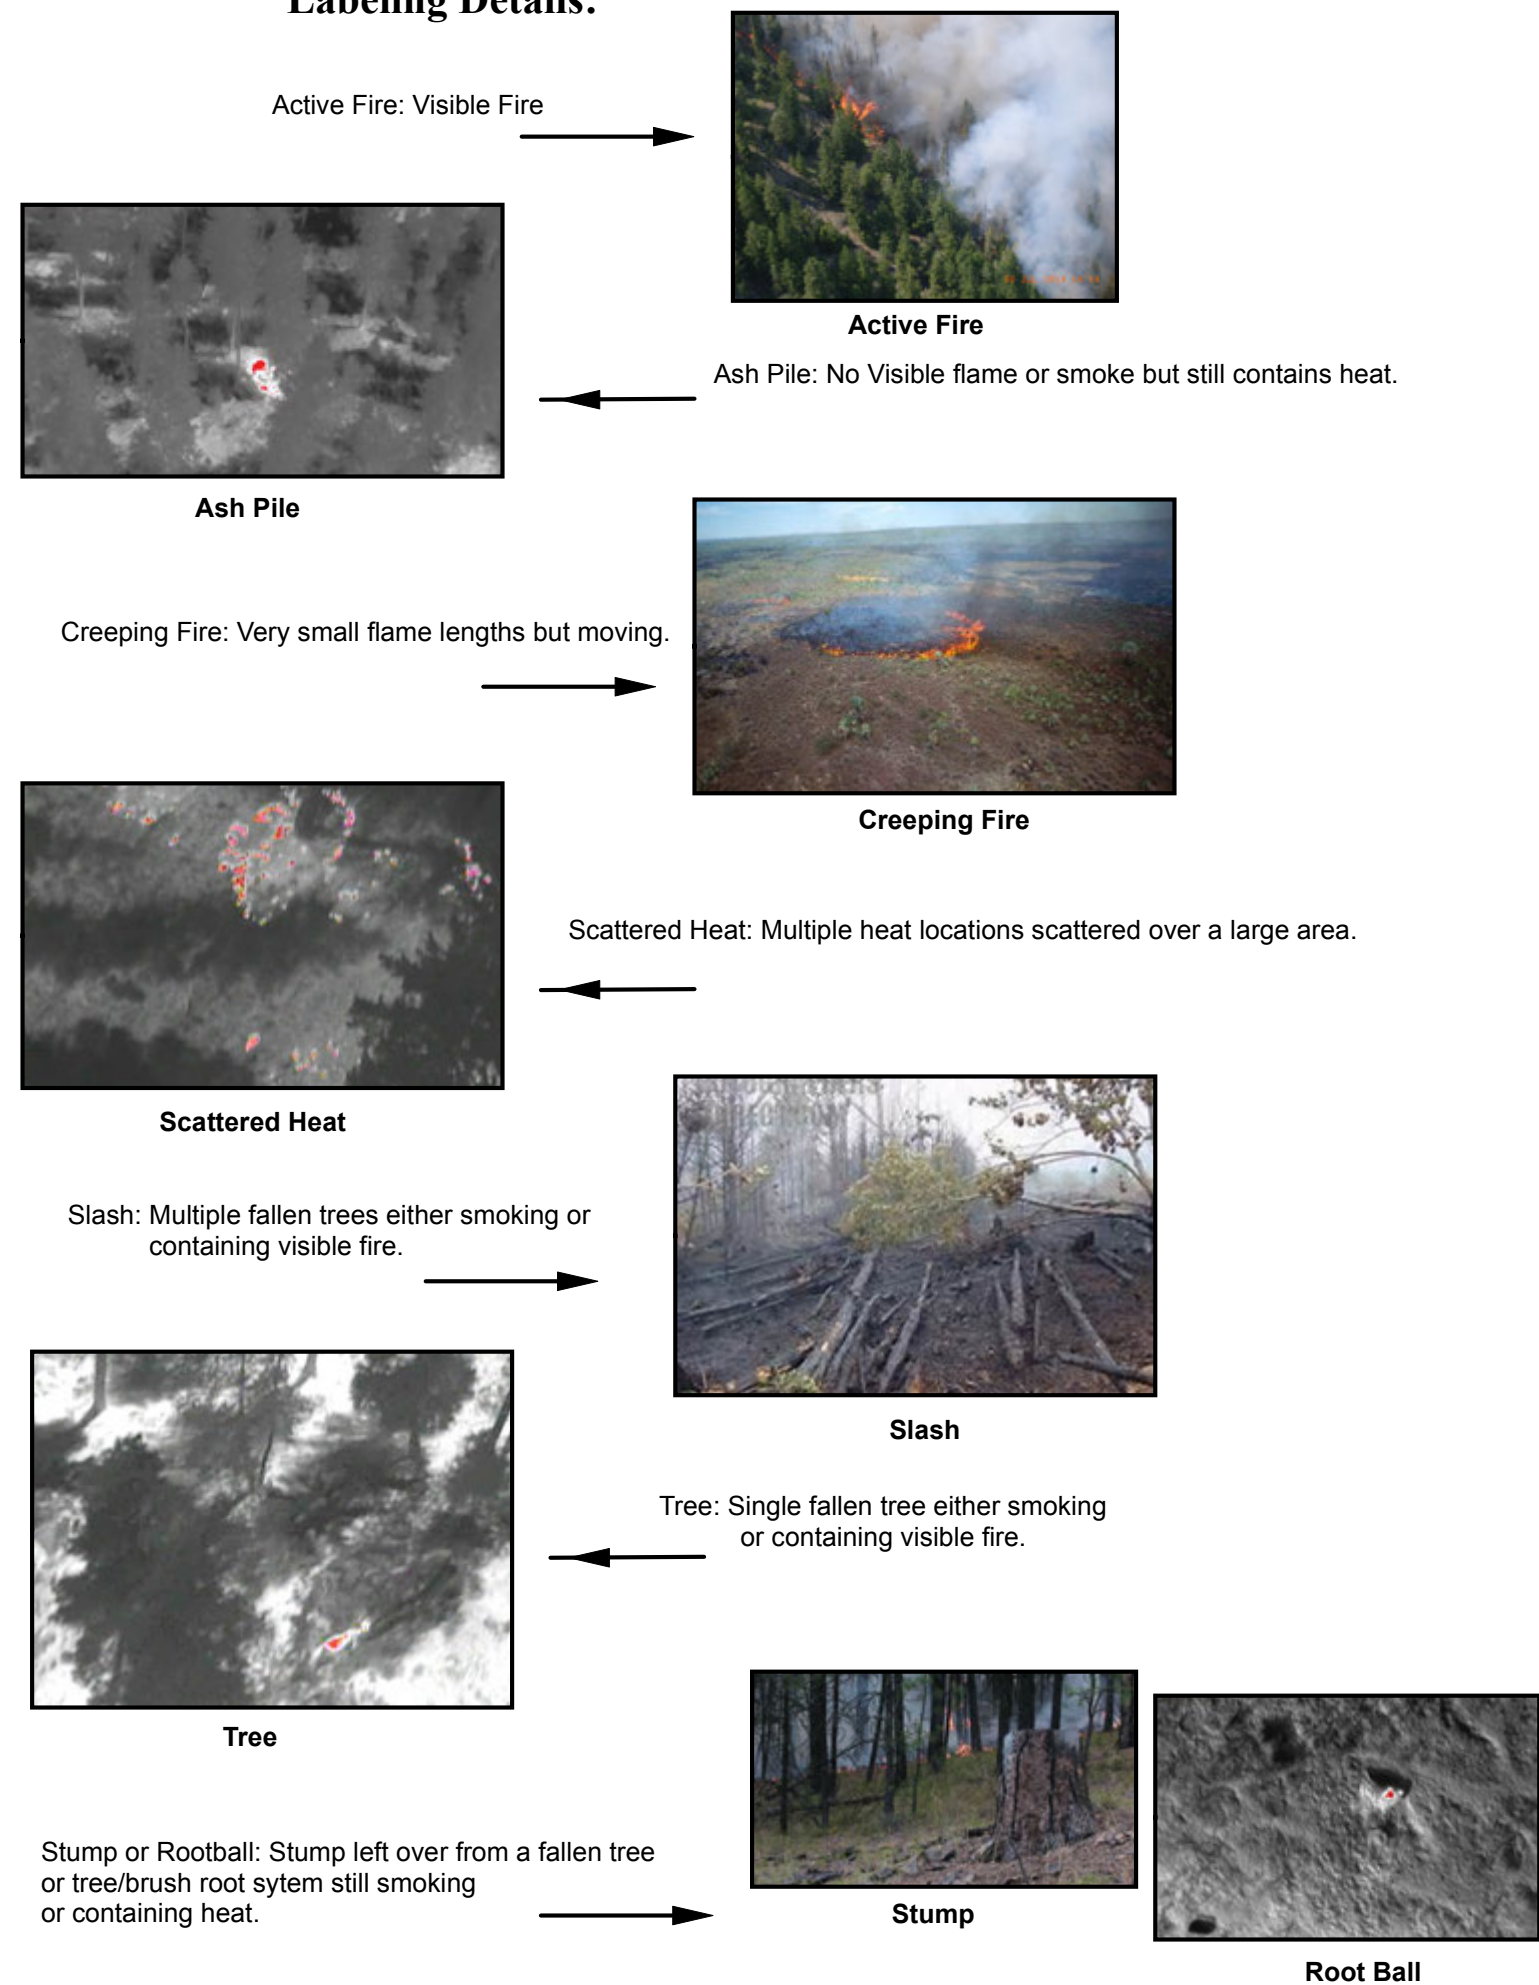 Labeling Details:
Active Fire: Visible Fire
Active Fire
Ash Pile: No Visible flame or smoke but still contains heat.
Ash Pile
Creeping Fire: Very small flame lengths but moving.
Creeping Fire
Scattered Heat: Multiple heat locations scattered over a large area.
Scattered Heat
Slash: Multiple fallen trees either smoking or
containing visible fire.
Slash
Tree: Single fallen tree either smoking
or containing visible fire.
Tree
Stump or Rootball: Stump left over from a fallen tree
or tree/brush root sytem still smoking
or containing heat.
Stump
Root Ball